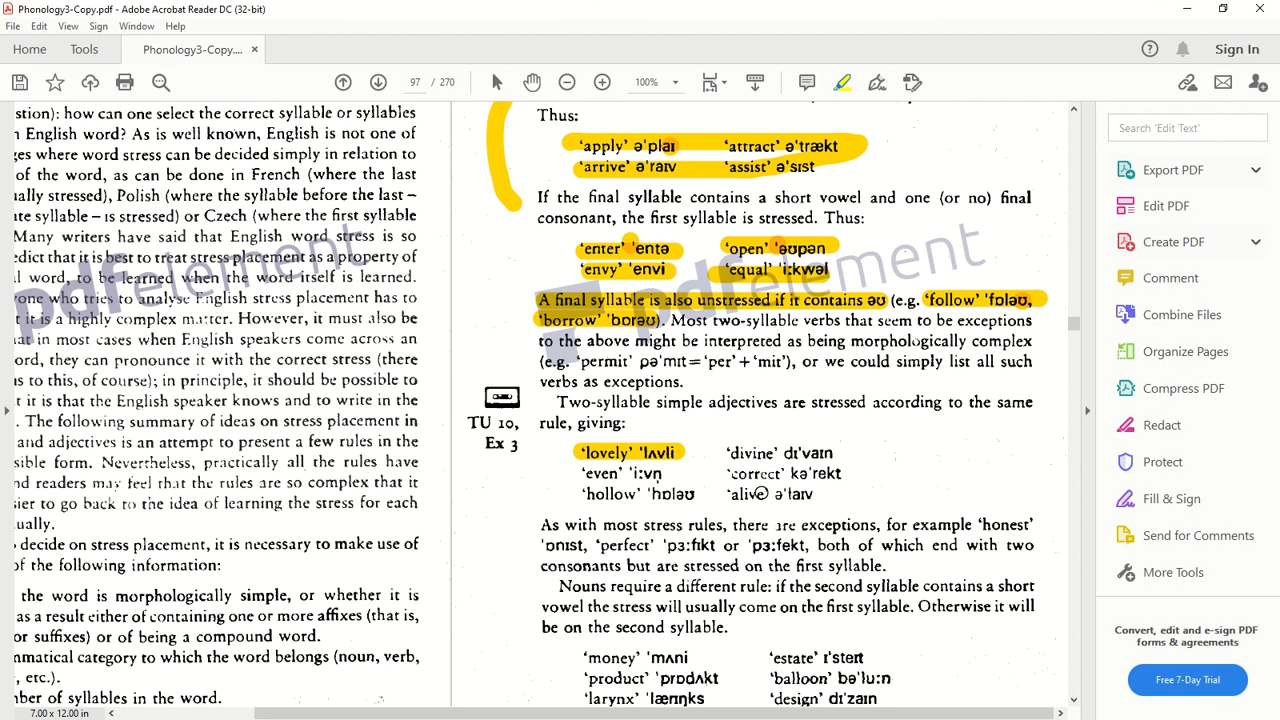 Phonology3-Copy.pdf - Adobe Acrobat Reader DC (32-bit)
File Edit View Sign Window Help
Home Tools Phonology3-Copy.... × Sign In
97 / 270 100%
stion): how can one select the correct syllable or syllables
n English word? As is well known, English is not one of
ges where word stress can be decided simply in relation to
of the word, as can be done in French (where the last
ually stressed), Polish (where the syllable before the last –
ate syllable – is stressed) or Czech (where the first syllable
Many writers have said that English word stress is so
edict that it is best to treat stress placement as a property of
l word, to be learned when the word itself is learned.
yone who tries to analyse English stress placement has to
t it is a highly complex matter. However, it must also be
at in most cases when English speakers come across an
ord, they can pronounce it with the correct stress (there
ns to this, of course); in principle, it should be possible to
t it is that the English speaker knows and to write in the
. The following summary of ideas on stress placement in
and adjectives is an attempt to present a few rules in the
sible form. Nevertheless, practically all the rules have
nd readers may feel that the rules are so complex that it
sier to go back to the idea of learning the stress for each
ually.
o decide on stress placement, it is necessary to make use of
of the following information:
the word is morphologically simple, or whether it is
as a result either of containing one or more affixes (that is,
or suffixes) or of being a compound word.
mmatical category to which the word belongs (noun, verb,
, etc.).
mber of syllables in the word.
7.00 x 12.00 in
Thus:
‘apply’ əˈplaɪ ‘attract’ əˈtrækt
‘arrive’ əˈraɪv ‘assist’ əˈsɪst
If the final syllable contains a short vowel and one (or no) final
consonant, the first syllable is stressed. Thus:
‘enter’ ˈentə ‘open’ ˈəʊpən
‘envy’ ˈenvi ‘equal’ ˈiːkwəl
A final syllable is also unstressed if it contains əʊ (e.g. ‘follow’ ˈfɒləʊ,
‘borrow’ ˈbɒrəʊ). Most two-syllable verbs that seem to be exceptions
to the above might be interpreted as being morphologically complex
(e.g. ‘permit’ pəˈmɪt=‘per’+‘mit’), or we could simply list all such
verbs as exceptions.
Two-syllable simple adjectives are stressed according to the same
rule, giving:
TU 10,
Ex 3
‘lovely’ ˈlʌvli ‘divine’ dɪˈvaɪn
‘even’ ˈiːvn̩ ‘correct’ kəˈrekt
‘hollow’ ˈhɒləʊ ‘alive’ əˈlaɪv
As with most stress rules, there are exceptions, for example ‘honest’
ˈɒnɪst, ‘perfect’ ˈpɜːfɪkt or ˈpɜːfekt, both of which end with two
consonants but are stressed on the first syllable.
Nouns require a different rule: if the second syllable contains a short
vowel the stress will usually come on the first syllable. Otherwise it will
be on the second syllable.
‘money’ ˈmʌni ‘estate’ ɪˈsteɪt
‘product’ ˈprɒdʌkt ‘balloon’ bəˈluːn
‘larynx’ ˈlærɪŋks ‘design’ dɪˈzaɪn
pdfelement
pdfelement
Search 'Edit Text'
Export PDF
Edit PDF
Create PDF
Comment
Combine Files
Organize Pages
Compress PDF
Redact
Protect
Fill & Sign
Send for Comments
More Tools
Convert, edit and e-sign PDF
forms & agreements
Free 7-Day Trial